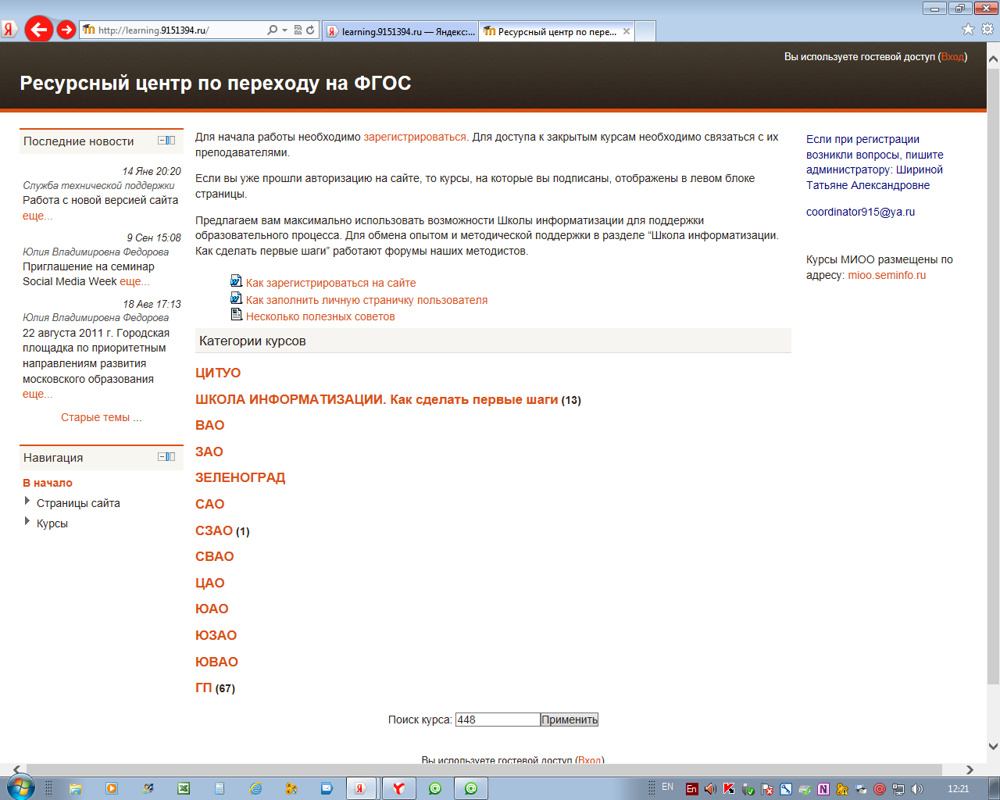 http://learning.9151394.ru/
learning.9151394.ru — Яндекс:...
Ресурсный центр по пере...
Вы используете гостевой доступ (Вход)
Ресурсный центр по переходу на ФГОС
Последние новости
14 Янв 20:20
Служба технической поддержки
Работа с новой версией сайта
еще...
9 Сен 15:08
Юлия Владимировна Федорова
Приглашение на семинар
Social Media Week еще...
18 Авг 17:13
Юлия Владимировна Федорова
22 августа 2011 г. Городская
площадка по приоритетным
направлениям развития
московского образования
еще...
Старые темы ...
Навигация
В начало
Страницы сайта
Курсы
Для начала работы необходимо зарегистрироваться. Для доступа к закрытым курсам необходимо связаться с их
преподавателями.
Если вы уже прошли авторизацию на сайте, то курсы, на которые вы подписаны, отображены в левом блоке
страницы.
Предлагаем вам максимально использовать возможности Школы информатизации для поддержки
образовательного процесса. Для обмена опытом и методической поддержки в разделе “Школа информатизации.
Как сделать первые шаги” работают форумы наших методистов.
Как зарегистрироваться на сайте
Как заполнить личную страничку пользователя
Несколько полезных советов
Категории курсов
ЦИТУО
ШКОЛА ИНФОРМАТИЗАЦИИ. Как сделать первые шаги (13)
ВАО
ЗАО
ЗЕЛЕНОГРАД
САО
СЗАО (1)
СВАО
ЦАО
ЮАО
ЮЗАО
ЮВАО
ГП (67)
Поиск курса: 448 Применить
Вы используете гостевой доступ (Вход)
Если при регистрации
возникли вопросы, пишите
администратору: Шириной
Татьяне Александровне
coordinator915@ya.ru
Курсы МИОО размещены по
адресу: mioo.seminfo.ru
EN
En
12:21